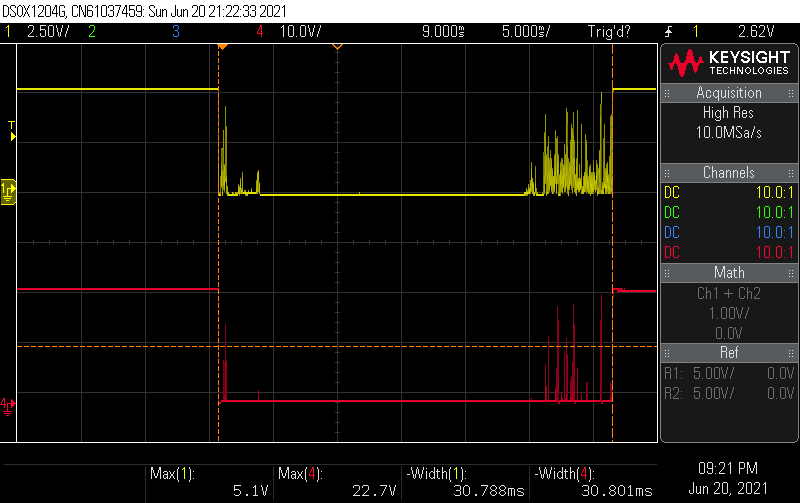 DSOX1204G, CN61037459: Sun Jun 20 21:22:33 2021
1 2.50V/ 2 3 4 10.0V/ 9.000s 5.000s/ Trig'd? 1 2.62V
KEYSIGHT
TECHNOLOGIES
Acquisition
High Res
10.0MSa/s
Channels
DC 10.0:1
DC 10.0:1
DC 10.0:1
DC 10.0:1
Math
Ch1 + Ch2
1.00V/
0.0V
Ref
R1: 5.00V/ 0.0V
R2: 5.00V/ 0.0V
T
1
4
Max(1): Max(4): -Width(1): -Width(4):
5.1V 22.7V 30.788ms 30.801ms
09:21 PM
Jun 20, 2021